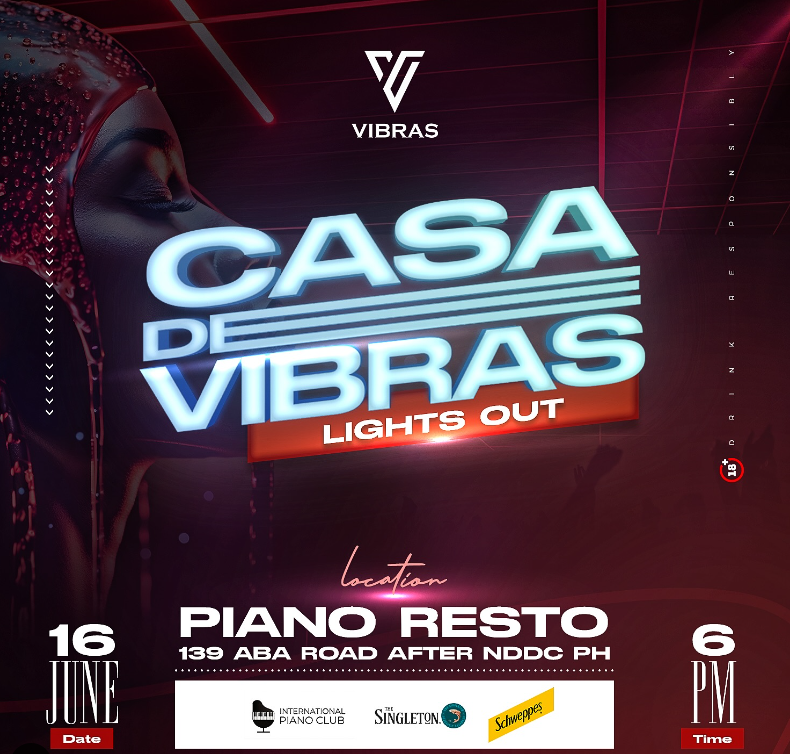 VIBRAS
CASA
DE
VIBRAS
LIGHTS OUT
DRINK RESPONSIBLY
18+
location
PIANO RESTO
139 ABA ROAD AFTER NDDC PH
16
JUNE
Date
6
PM
Time
INTERNATIONAL
PIANO CLUB
THE
SINGLETON.
Schweppes